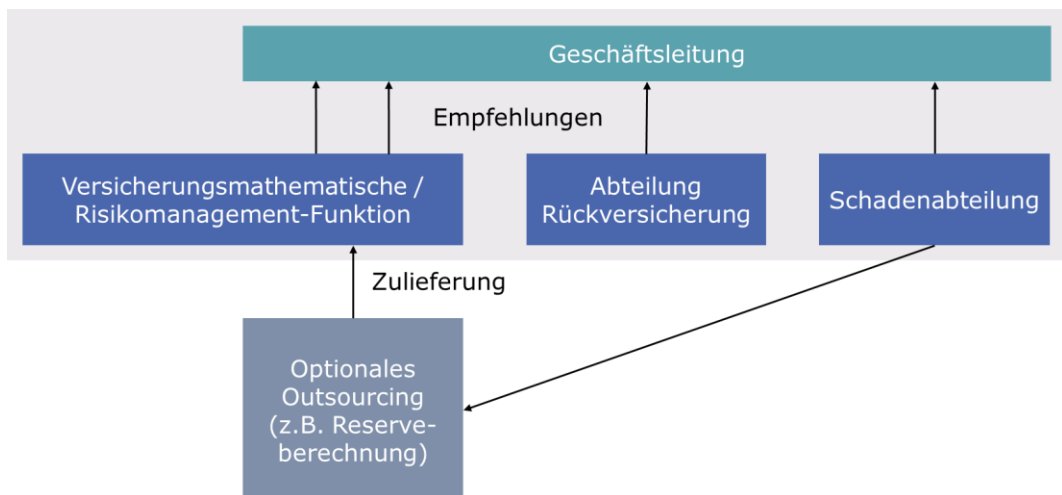 Geschäftsleitung
Empfehlungen
Versicherungsmathematische /
Risikomanagement-Funktion
Abteilung
Rückversicherung
Schadenabteilung
Zulieferung
Optionales
Outsourcing
(z.B. Reserve-
berechnung)